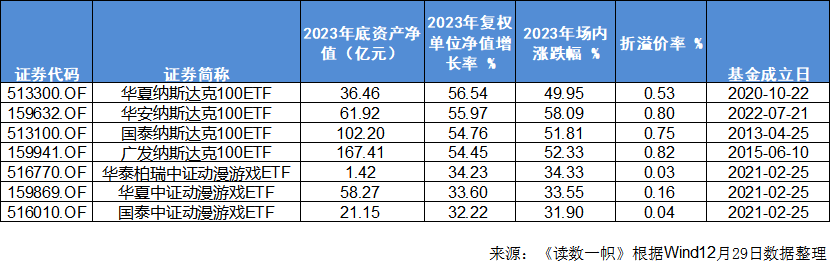 证券代码 证券简称 2023年底资产净值（亿元） 2023年复权单位净值增长率 % 2023年场内涨跌幅 % 折溢价率 % 基金成立日
513300.OF 华夏纳斯达克100ETF 36.46 56.54 49.95 0.53 2020-10-22
159632.OF 华安纳斯达克100ETF 61.92 55.97 58.09 0.80 2022-07-21
513100.OF 国泰纳斯达克100ETF 102.20 54.76 51.81 0.75 2013-04-25
159941.OF 广发纳斯达克100ETF 167.41 54.45 52.33 0.82 2015-06-10
516770.OF 华泰柏瑞中证动漫游戏ETF 1.42 34.23 34.33 0.03 2021-02-25
159869.OF 华夏中证动漫游戏ETF 58.27 33.60 33.55 0.16 2021-02-25
516010.OF 国泰中证动漫游戏ETF 21.15 32.22 31.90 0.04 2021-02-25
来源：《读数一帜》根据Wind12月29日数据整理